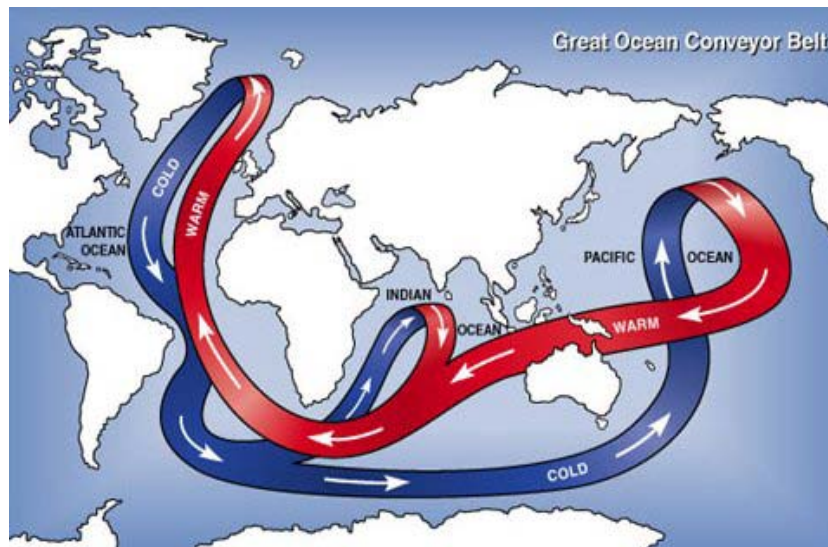 Great Ocean Conveyor Belt
COLD
WARM
ATLANTIC
OCEAN
PACIFIC OCEAN
INDIAN
OCEAN
WARM
COLD